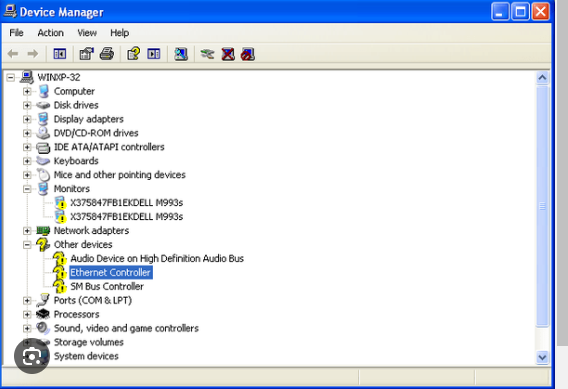 Device Manager
File Action View Help
WINXP-32
Computer
Disk drives
Display adapters
DVD/CD-ROM drives
IDE ATA/ATAPI controllers
Keyboards
Mice and other pointing devices
Monitors
X375847FB1EKDELL M993s
X375847FB1EKDELL M993s
Network adapters
Other devices
Audio Device on High Definition Audio Bus
Ethernet Controller
SM Bus Controller
Ports (COM & LPT)
Processors
Sound, video and game controllers
Storage volumes
System devices